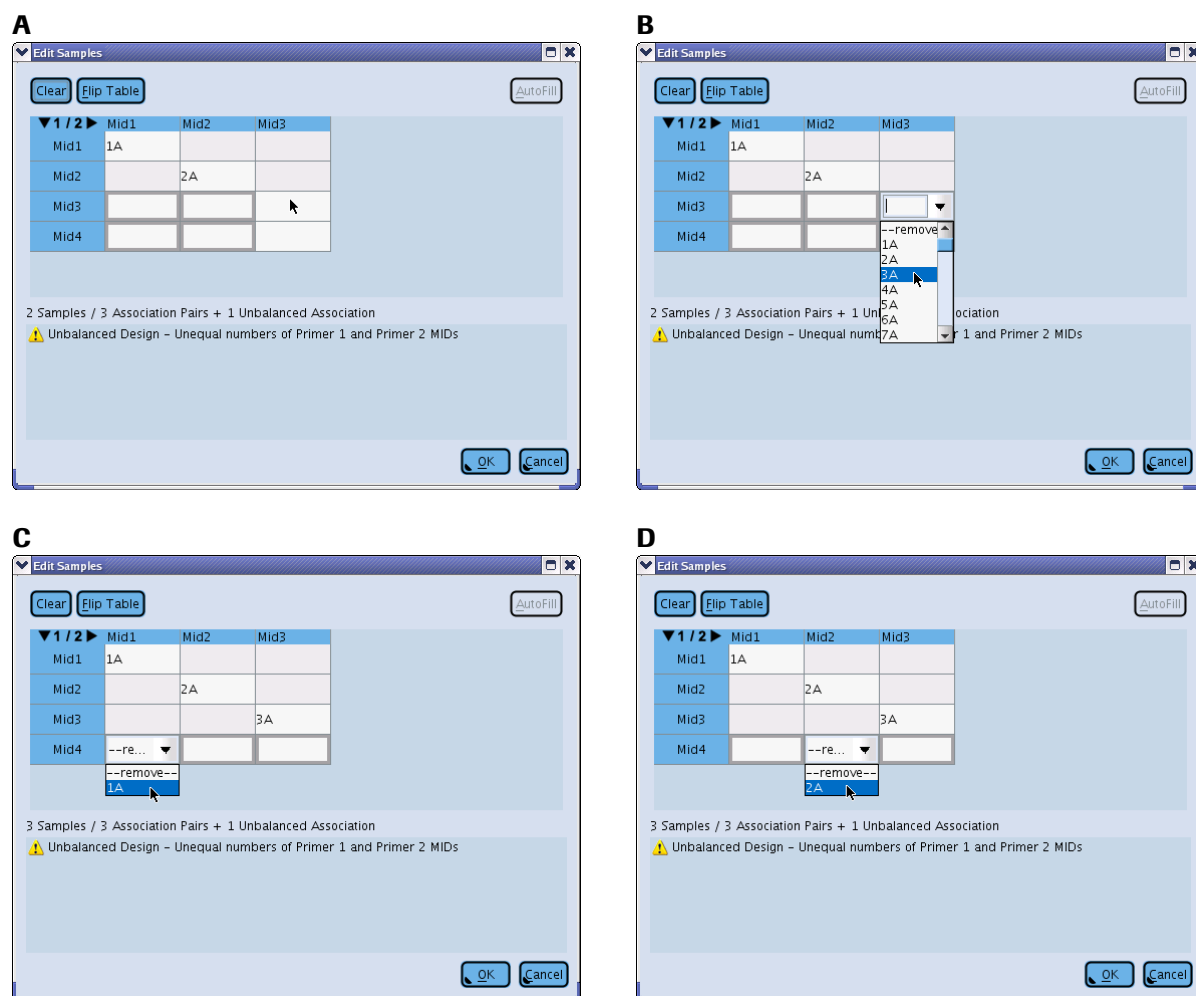 A
Edit Samples
Clear Flip Table AutoFill
▼1 / 2▶ Mid1 Mid2 Mid3
Mid1 1A
Mid2 2A
Mid3
Mid4
2 Samples / 3 Association Pairs + 1 Unbalanced Association
Unbalanced Design – Unequal numbers of Primer 1 and Primer 2 MIDs
OK Cancel
B
Edit Samples
Clear Flip Table AutoFill
▼1 / 2▶ Mid1 Mid2 Mid3
Mid1 1A
Mid2 2A
Mid3
Mid4
--remove
1A
2A
3A
4A
5A
6A
7A
2 Samples / 3 Association Pairs + 1 Un ociation
Unbalanced Design – Unequal numb r 1 and Primer 2 MIDs
OK Cancel
C
Edit Samples
Clear Flip Table AutoFill
▼1 / 2▶ Mid1 Mid2 Mid3
Mid1 1A
Mid2 2A
Mid3 3A
Mid4 --re...
--remove--
1A
3 Samples / 3 Association Pairs + 1 Unbalanced Association
Unbalanced Design – Unequal numbers of Primer 1 and Primer 2 MIDs
OK Cancel
D
Edit Samples
Clear Flip Table AutoFill
▼1 / 2▶ Mid1 Mid2 Mid3
Mid1 1A
Mid2 2A
Mid3 3A
Mid4 --re...
--remove--
2A
3 Samples / 3 Association Pairs + 1 Unbalanced Association
Unbalanced Design – Unequal numbers of Primer 1 and Primer 2 MIDs
OK Cancel